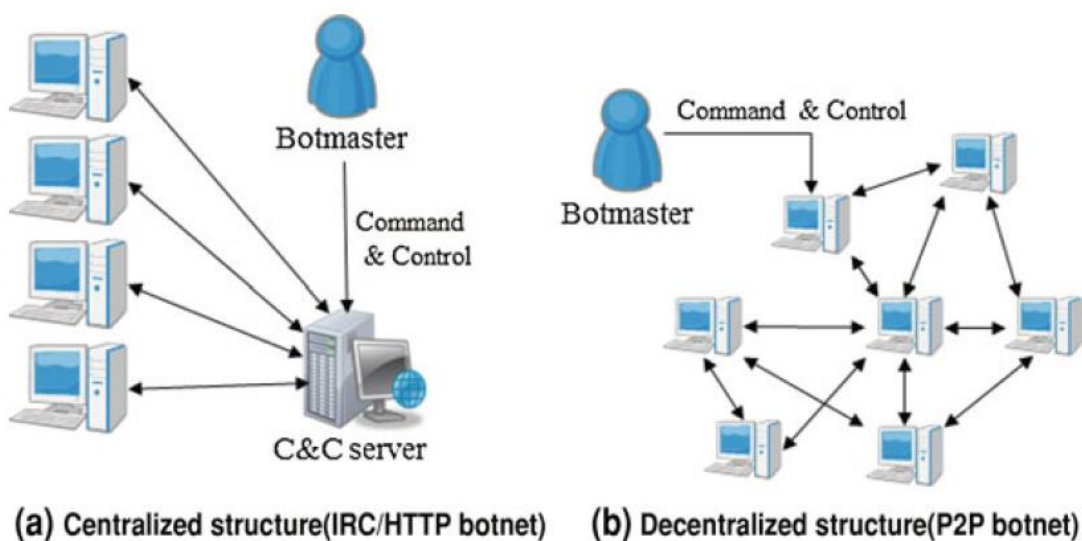 Botmaster
Command
& Control
C&C server
(a) Centralized structure(IRC/HTTP botnet)
Command & Control
Botmaster
(b) Decentralized structure(P2P botnet)